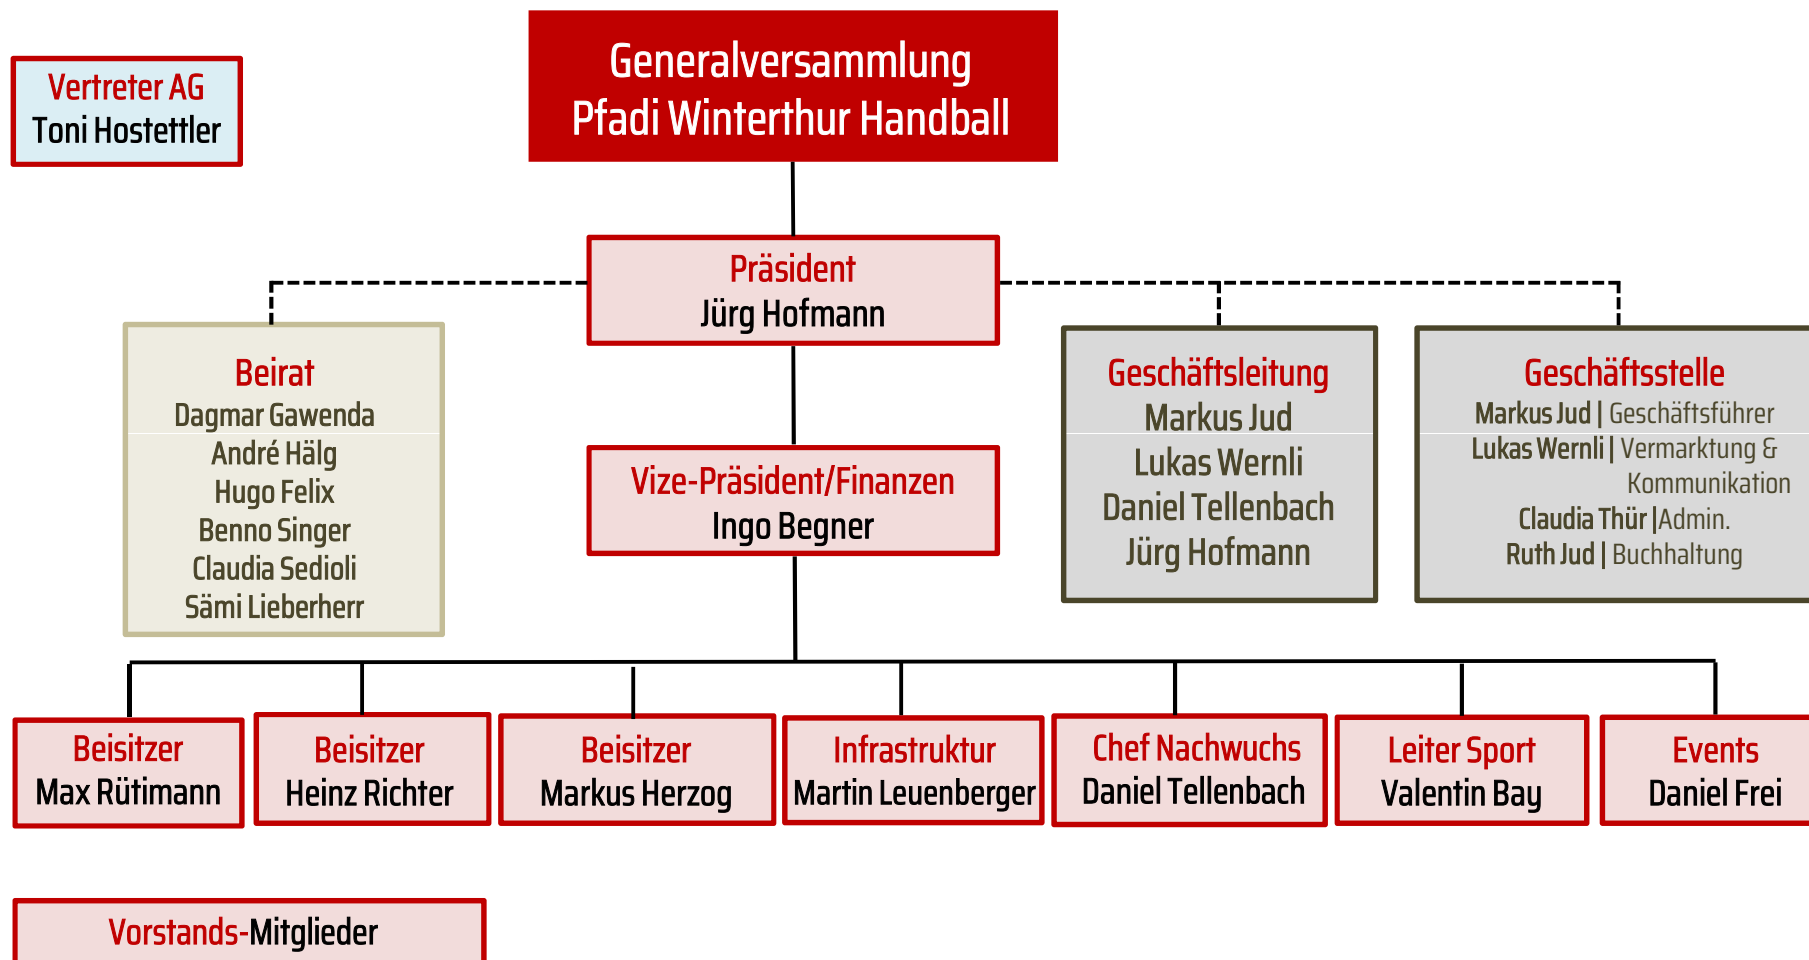 Generalversammlung
Pfadi Winterthur Handball
Vertreter AG
Toni Hostettler
Präsident
Jürg Hofmann
Beirat
Dagmar Gawenda
André Hälg
Hugo Felix
Benno Singer
Claudia Sedioli
Sämi Lieberherr
Vize-Präsident/Finanzen
Ingo Begner
Geschäftsleitung
Markus Jud
Lukas Wernli
Daniel Tellenbach
Jürg Hofmann
Geschäftsstelle
Markus Jud | Geschäftsführer
Lukas Wernli | Vermarktung &
Kommunikation
Claudia Thür |Admin.
Ruth Jud | Buchhaltung
Beisitzer
Max Rütimann
Beisitzer
Heinz Richter
Beisitzer
Markus Herzog
Infrastruktur
Martin Leuenberger
Chef Nachwuchs
Daniel Tellenbach
Leiter Sport
Valentin Bay
Events
Daniel Frei
Vorstands-Mitglieder